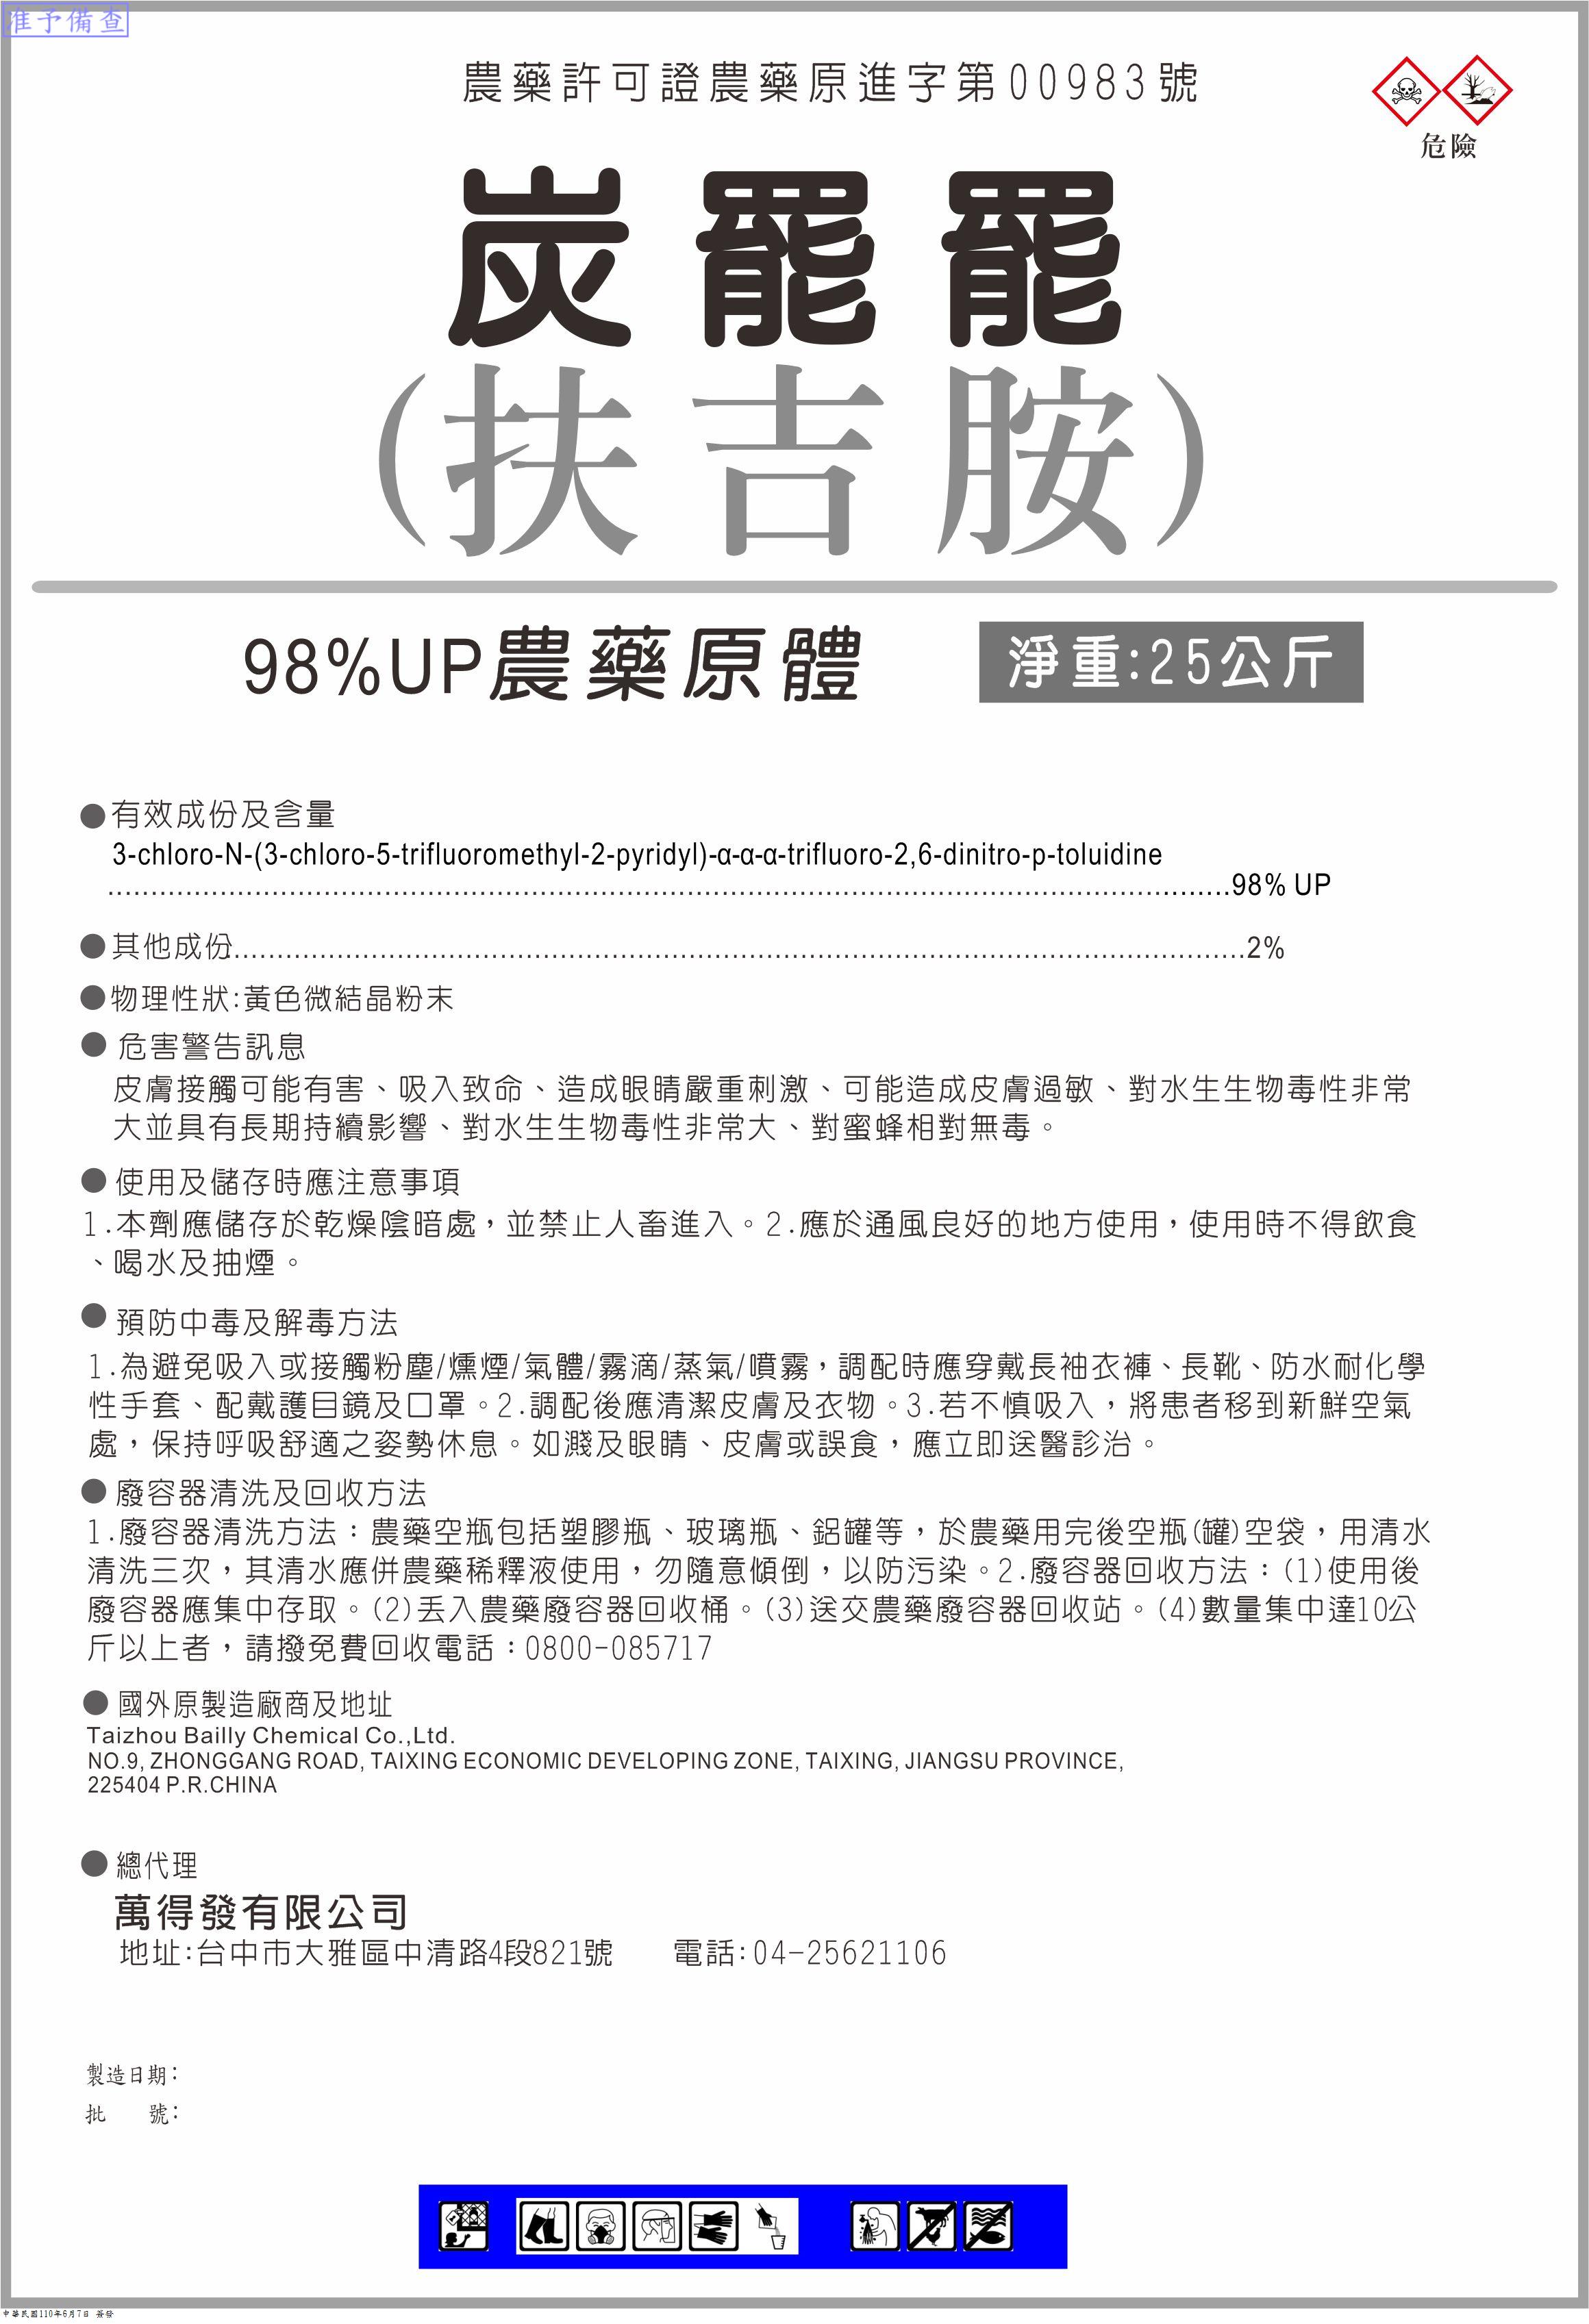 准予備查
農藥許可證農藥原進字第00983號
危險
炭罷罷
(扶吉胺)
98%UP農藥原體
淨重:25公斤
●有效成份及含量
3-chloro-N-(3-chloro-5-trifluoromethyl-2-pyridyl)-α-α-α-trifluoro-2,6-dinitro-p-toluidine
........................................................................................................................................98% UP
●其他成份........................................................................................................................2%
●物理性狀:黃色微結晶粉末
● 危害警告訊息
皮膚接觸可能有害、吸入致命、造成眼睛嚴重刺激、可能造成皮膚過敏、對水生生物毒性非常
大並具有長期持續影響、對水生生物毒性非常大、對蜜蜂相對無毒。
● 使用及儲存時應注意事項
1.本劑應儲存於乾燥陰暗處，並禁止人畜進入。2.應於通風良好的地方使用，使用時不得飲食
、喝水及抽煙。
● 預防中毒及解毒方法
1.為避免吸入或接觸粉塵/燻煙/氣體/霧滴/蒸氣/噴霧，調配時應穿戴長袖衣褲、長靴、防水耐化學
性手套、配戴護目鏡及口罩。2.調配後應清潔皮膚及衣物。3.若不慎吸入，將患者移到新鮮空氣
處，保持呼吸舒適之姿勢休息。如濺及眼睛、皮膚或誤食，應立即送醫診治。
● 廢容器清洗及回收方法
1.廢容器清洗方法：農藥空瓶包括塑膠瓶、玻璃瓶、鋁罐等，於農藥用完後空瓶(罐)空袋，用清水
清洗三次，其清水應併農藥稀釋液使用，勿隨意傾倒，以防污染。2.廢容器回收方法：(1)使用後
廢容器應集中存取。(2)丟入農藥廢容器回收桶。(3)送交農藥廢容器回收站。(4)數量集中達10公
斤以上者，請撥免費回收電話：0800-085717
● 國外原製造廠商及地址
Taizhou Bailly Chemical Co.,Ltd.
NO.9, ZHONGGANG ROAD, TAIXING ECONOMIC DEVELOPING ZONE, TAIXING, JIANGSU PROVINCE,
225404 P.R.CHINA
● 總代理
萬得發有限公司
地址:台中市大雅區中清路4段821號 電話:04-25621106
製造日期:
批 號:
中華民國110年6月7日 簽發